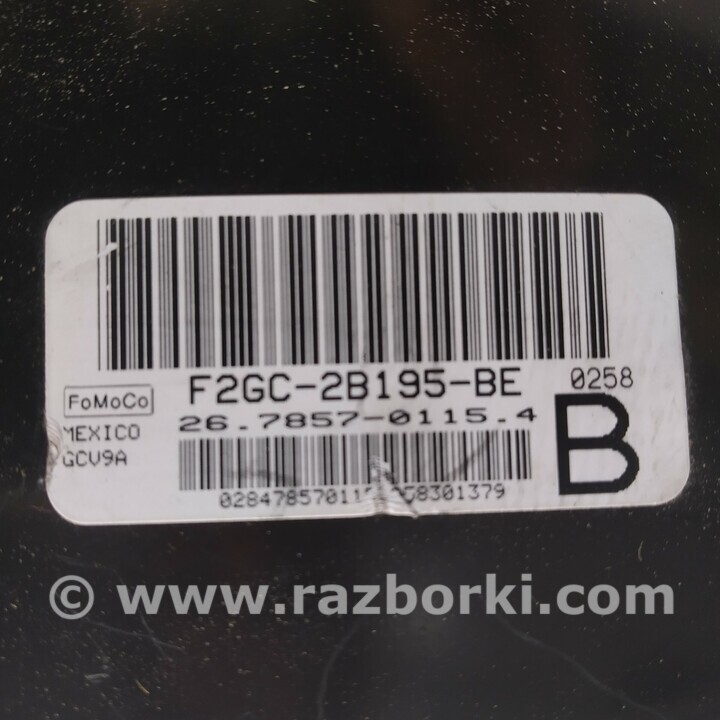 F2GC-2B195-BE 0258
FoMoCo
26.7857-0115.4
MEXICO
B
GCV9A
© www.razborki.com